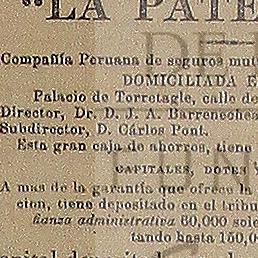 "LA PATE
Compañía Peruana de seguros mut
DOMICILIADA E
Palacio de Torretagle, calle de
Director, Dr. D. J. A. Barrenechea
Subdirector, D. Cárlos Pont.
Esta gran caja de ahorros, tiene
CAPITALES, DOTES Y
A mas de la garantía que ofrece la
cion, tiene depositado en el tribu
fianza administrativa 60,000 sole
tando hasta 150,0